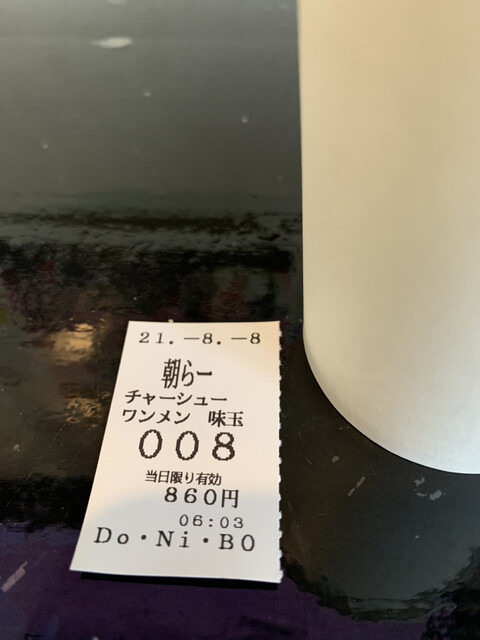 21.-8.-8
朝らー
チャーシュー
ワンメン 味玉
008
当日限り有効
860円
06:03
Do・Ni・BO